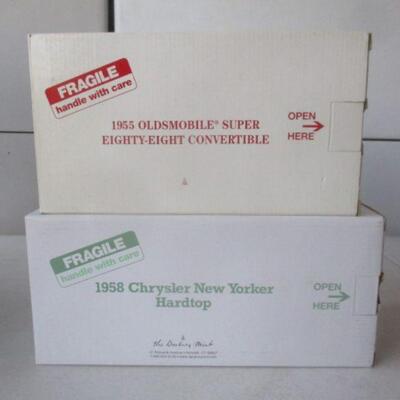 FRAGILE
handle with care
1955 OLDSMOBILE® SUPER
EIGHTY-EIGHT CONVERTIBLE
OPEN
HERE
FRAGILE
handle with care
1958 Chrysler New Yorker
Hardtop
OPEN
HERE
the Danbury Mint